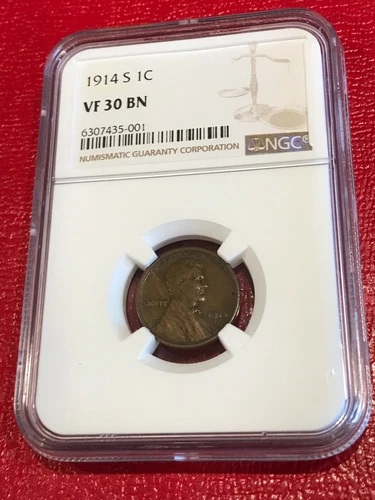 1914 S 1C
VF 30 BN
6307435-001
NUMISMATIC GUARANTY CORPORATION
NGC